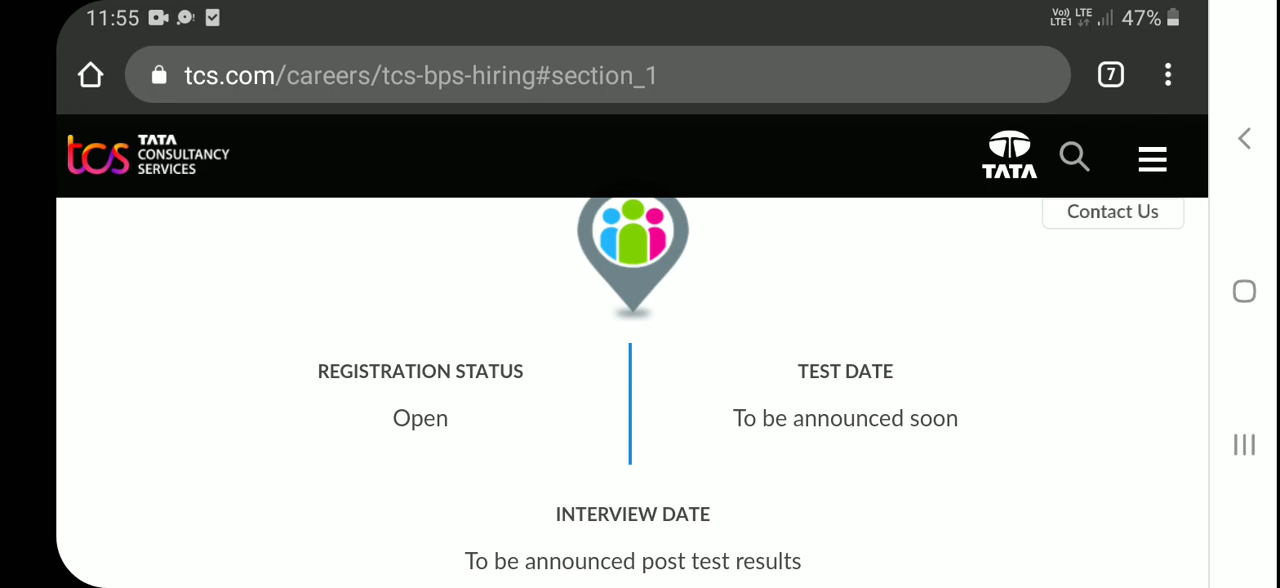 11:55
Vo)) LTE
LTE1
47%
tcs.com/careers/tcs-bps-hiring#section_1
7
tcs TATA
CONSULTANCY
SERVICES
TATA
Contact Us
REGISTRATION STATUS
TEST DATE
Open
To be announced soon
INTERVIEW DATE
To be announced post test results